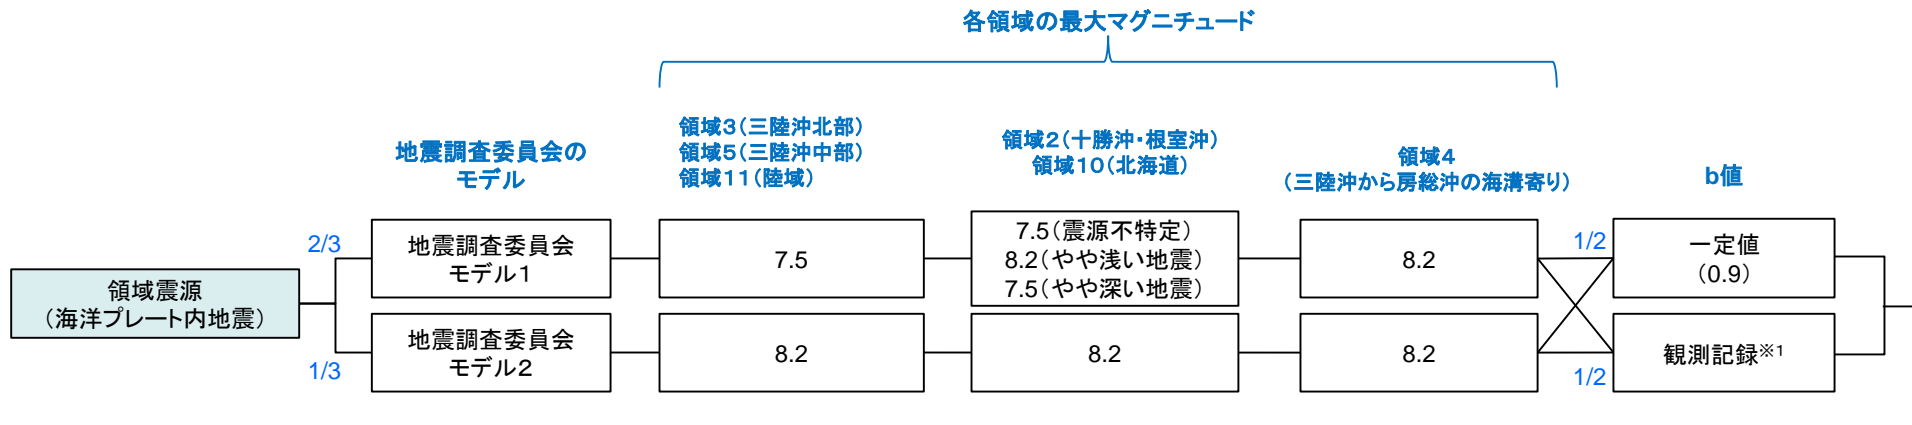 各領域の最大マグニチュード
地震調査委員会の
モデル
領域3(三陸沖北部)
領域5(三陸沖中部)
領域11(陸域)
領域2(十勝沖・根室沖)
領域10(北海道)
領域4
(三陸沖から房総沖の海溝寄り)
b値
領域震源
(海洋プレート内地震)
2/3
地震調査委員会
モデル1
7.5
7.5(震源不特定)
8.2(やや浅い地震)
7.5(やや深い地震)
8.2
1/2
一定値
(0.9)
1/3
地震調査委員会
モデル2
8.2
8.2
8.2
1/2
観測記録※1